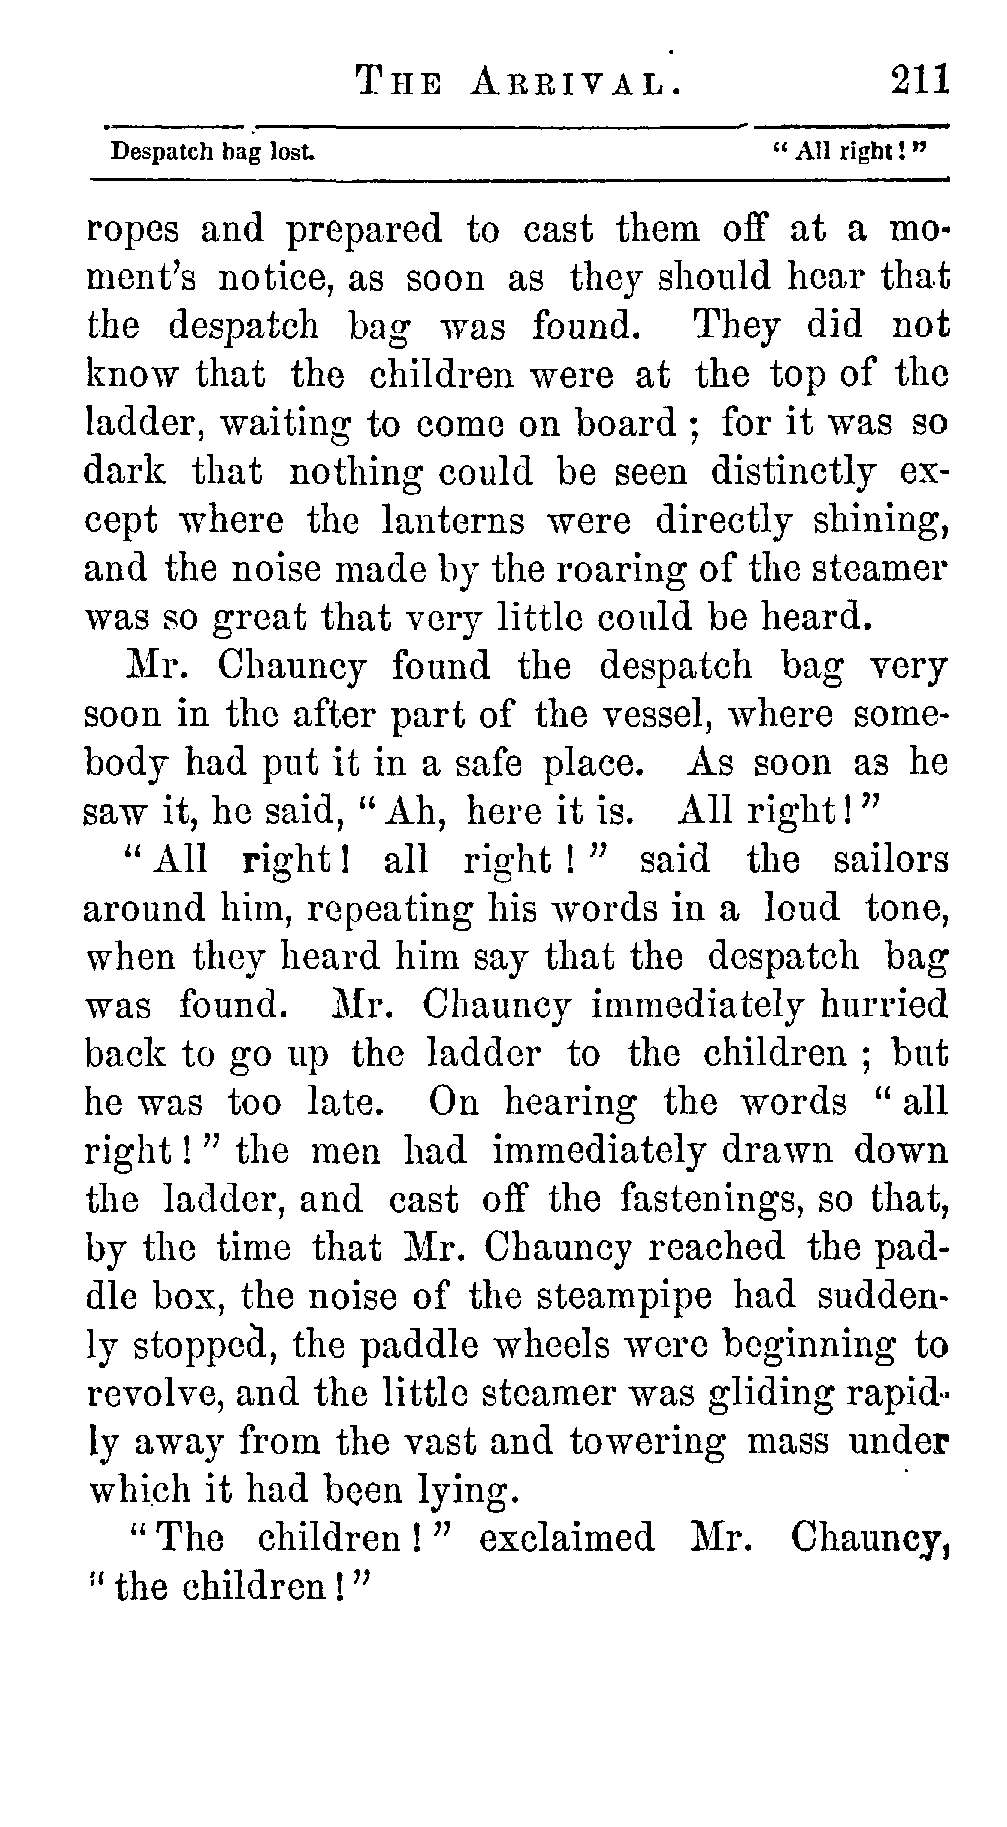 THE ARRIVAL. 211
Despatch bag lost. “ All right ! ”
ropes and prepared to cast them off at a mo-
ment’s notice, as soon as they should hear that
the despatch bag was found. They did not
know that the children were at the top of the
ladder, waiting to come on board ; for it was so
dark that nothing could be seen distinctly ex-
cept where the lanterns were directly shining,
and the noise made by the roaring of the steamer
was so great that very little could be heard.
Mr. Chauncy found the despatch bag very
soon in the after part of the vessel, where some-
body had put it in a safe place. As soon as he
saw it, he said, “ Ah, here it is. All right ! ”
“ All right ! all right ! ” said the sailors
around him, repeating his words in a loud tone,
when they heard him say that the despatch bag
was found. Mr. Chauncy immediately hurried
back to go up the ladder to the children ; but
he was too late. On hearing the words “ all
right ! ” the men had immediately drawn down
the ladder, and cast off the fastenings, so that,
by the time that Mr. Chauncy reached the pad-
dle box, the noise of the steampipe had sudden-
ly stopped, the paddle wheels were beginning to
revolve, and the little steamer was gliding rapid-
ly away from the vast and towering mass under
which it had been lying.
“ The children ! ” exclaimed Mr. Chauncy,
“ the children ! ”